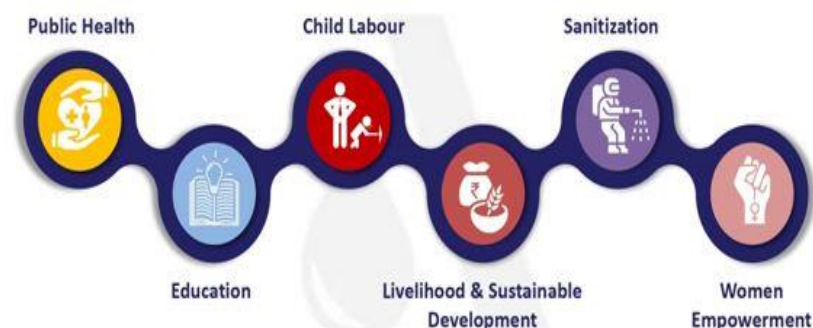 Public Health
Child Labour
Sanitization
₹
Education
Livelihood & Sustainable
Development
Women
Empowerment